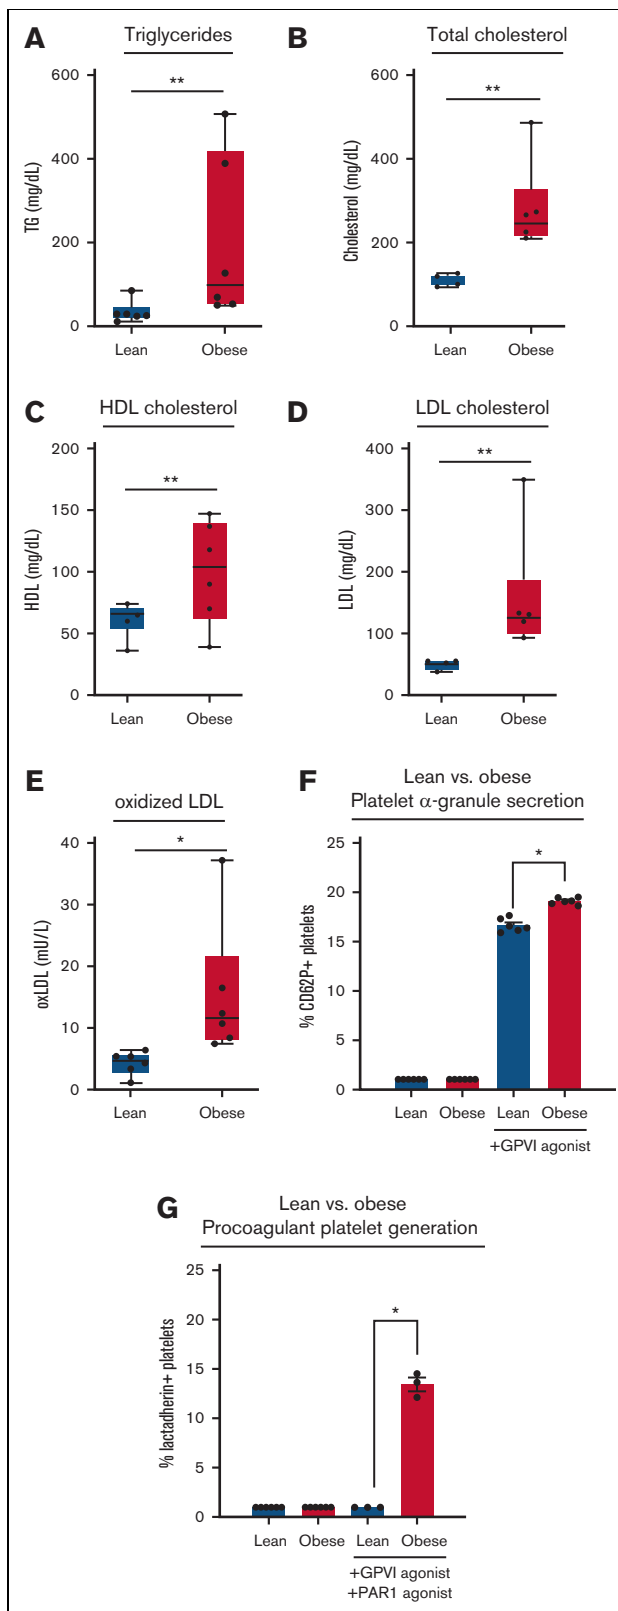 A
Triglycerides
**
TG (mg/dL)
600
400
200
0
Lean
Obese
B
Total cholesterol
**
Cholesterol (mg/dL)
600
400
200
0
Lean
Obese
C
HDL cholesterol
**
HDL (mg/dL)
200
150
100
50
0
Lean
Obese
D
LDL cholesterol
**
LDL (mg/dL)
400
300
200
100
0
Lean
Obese
E
oxidized LDL
*
oxLDL (mU/L)
40
30
20
10
0
Lean
Obese
F
Lean vs. obese
Platelet α-granule secretion
*
% CD62P+ platelets
25
20
15
10
5
0
Lean
Obese
Lean
Obese
+GPVI agonist
G
Lean vs. obese
Procoagulant platelet generation
*
% lactadherin+ platelets
25
20
15
10
5
0
Lean
Obese
Lean
Obese
+GPVI agonist
+PAR1 agonist